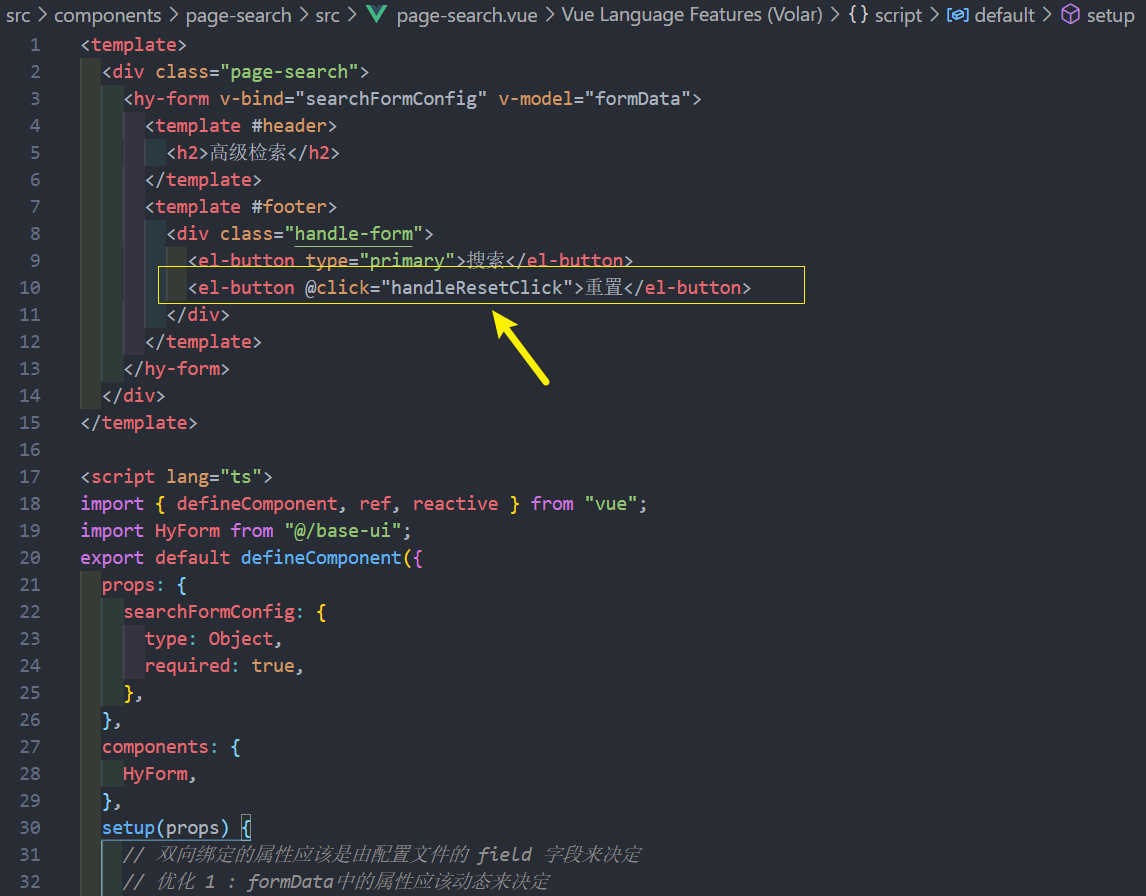 src > components > page-search > src > page-search.vue > Vue Language Features (Volar) > {} script > default > setup
1 <template>
2 <div class="page-search">
3 <hy-form v-bind="searchFormConfig" v-model="formData">
4 <template #header>
5 <h2>高级检索</h2>
6 </template>
7 <template #footer>
8 <div class="handle-form">
9 <el-button type="primary">搜索</el-button>
10 <el-button @click="handleResetClick">重置</el-button>
11 </div>
12 </template>
13 </hy-form>
14 </div>
15 </template>
16
17 <script lang="ts">
18 import { defineComponent, ref, reactive } from "vue";
19 import HyForm from "@/base-ui";
20 export default defineComponent({
21 props: {
22 searchFormConfig: {
23 type: Object,
24 required: true,
25 },
26 },
27 components: {
28 HyForm,
29 },
30 setup(props) {
31 // 双向绑定的属性应该是由配置文件的 field 字段来决定
32 // 优化 1 : formData中的属性应该动态来决定